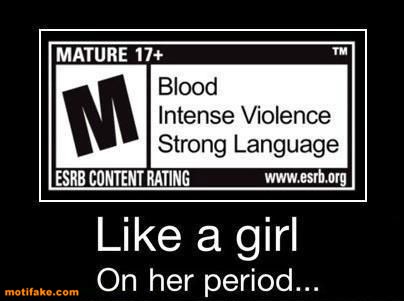 MATURE 17+ TM
M
Blood
Intense Violence
Strong Language
ESRB CONTENT RATING www.esrb.org
Like a girl
On her period...
motifake.com